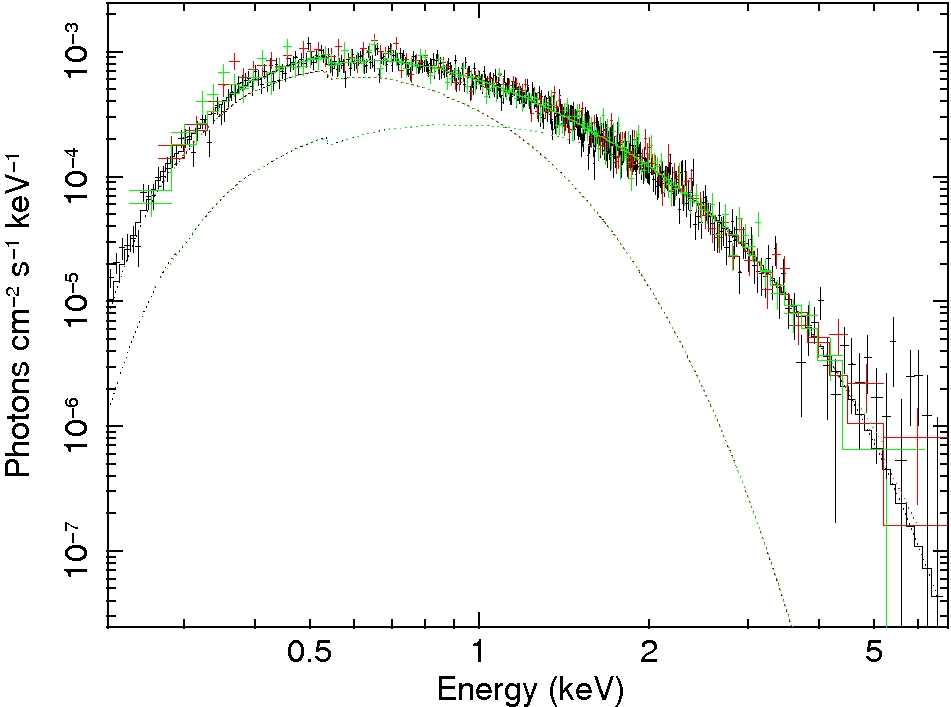 Photons cm⁻² s⁻¹ keV⁻¹
10⁻³
10⁻⁴
10⁻⁵
10⁻⁶
10⁻⁷
0.5 1 2 5
Energy (keV)